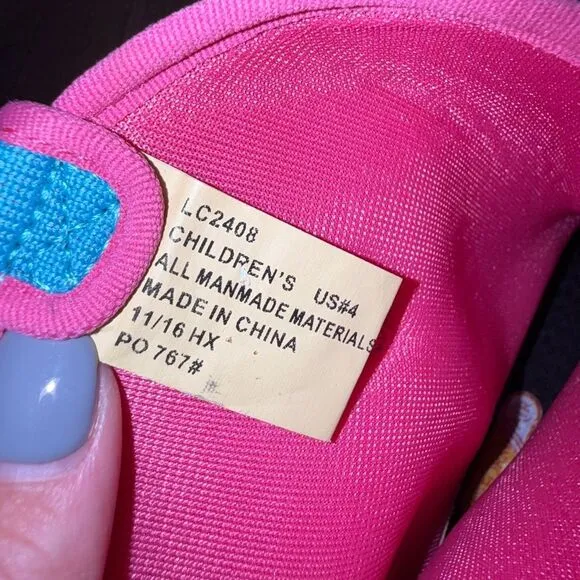 LC2408
CHILDREN'S US#4
ALL MANMADE MATERIALS
MADE IN CHINA
11/16 HX
PO 767#